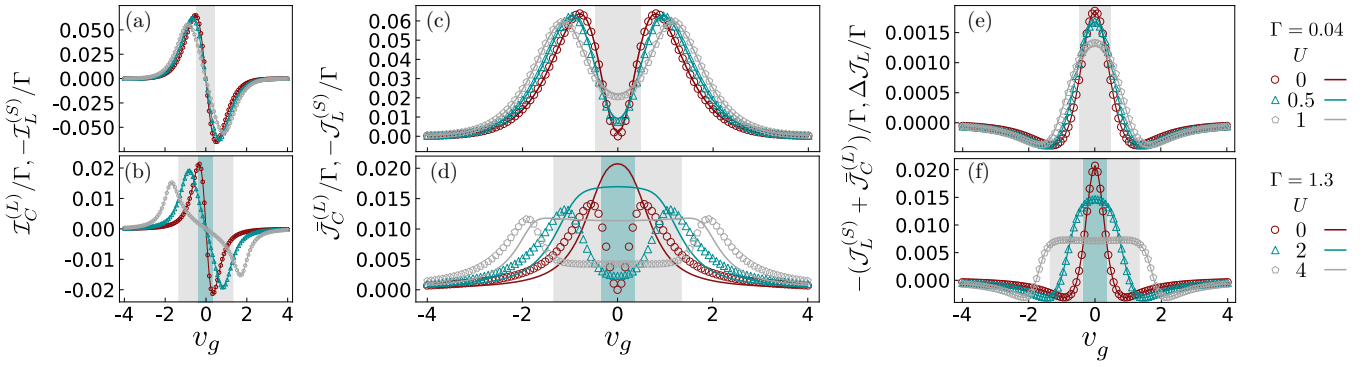 (a)
0.050
0.025
0.000
-0.025
-0.050
(b)
0.02
0.01
0.00
-0.01
-0.02
-4 -2 0 2 4
v_g
I_C^{(L)}/Γ, −I_L^{(S)}/Γ
(c)
0.06
0.05
0.04
0.03
0.02
0.01
0.00
(d)
0.020
0.015
0.010
0.005
0.000
-4 -2 0 2 4
v_g
J̄_C^{(L)}/Γ, −J_L^{(S)}/Γ
(e)
0.0015
0.0010
0.0005
0.0000
(f)
0.020
0.015
0.010
0.005
0.000
-4 -2 0 2 4
v_g
−(J_L^{(S)} + J̄_C^{(L)})/Γ, ΔJ_L/Γ
Γ = 0.04
U
0
0.5
1
Γ = 1.3
U
0
2
4